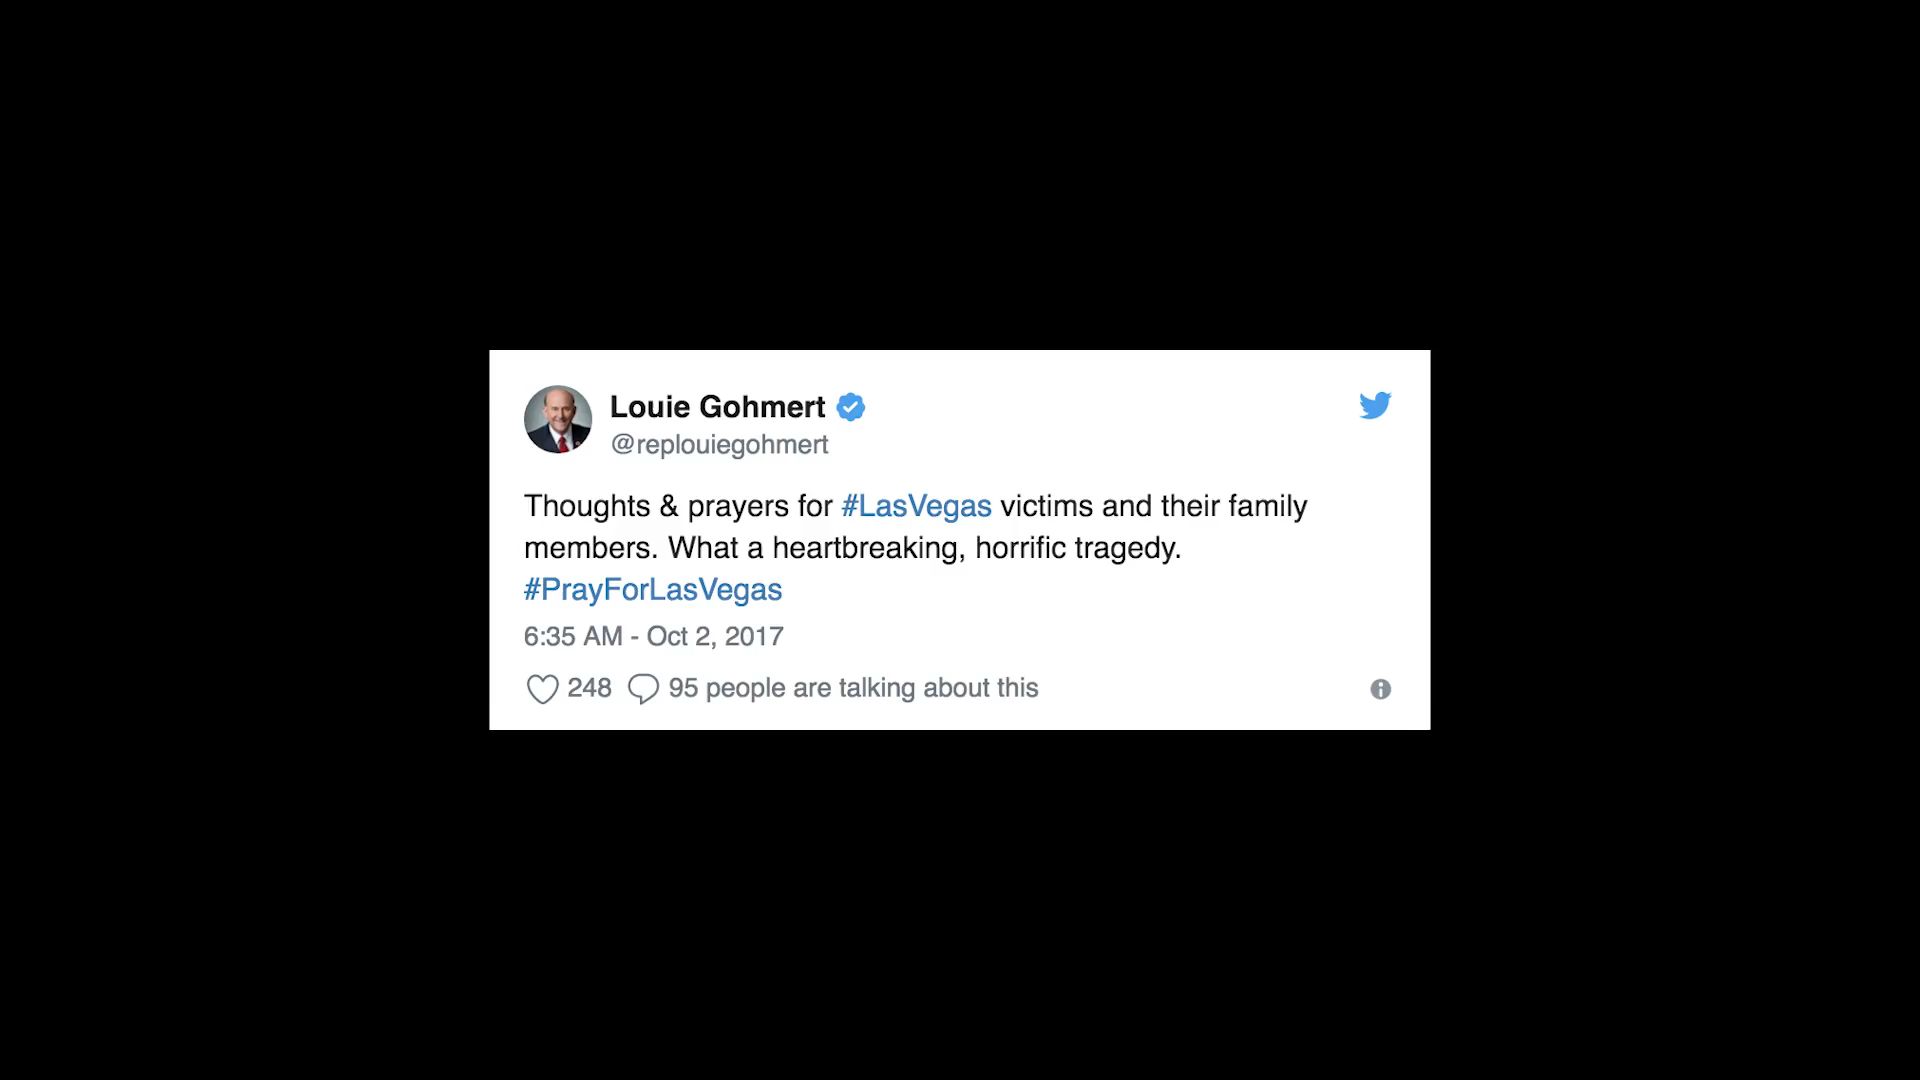 Louie Gohmert
@replouiegohmert
Thoughts & prayers for #LasVegas victims and their family
members. What a heartbreaking, horrific tragedy.
#PrayForLasVegas
6:35 AM - Oct 2, 2017
248 95 people are talking about this